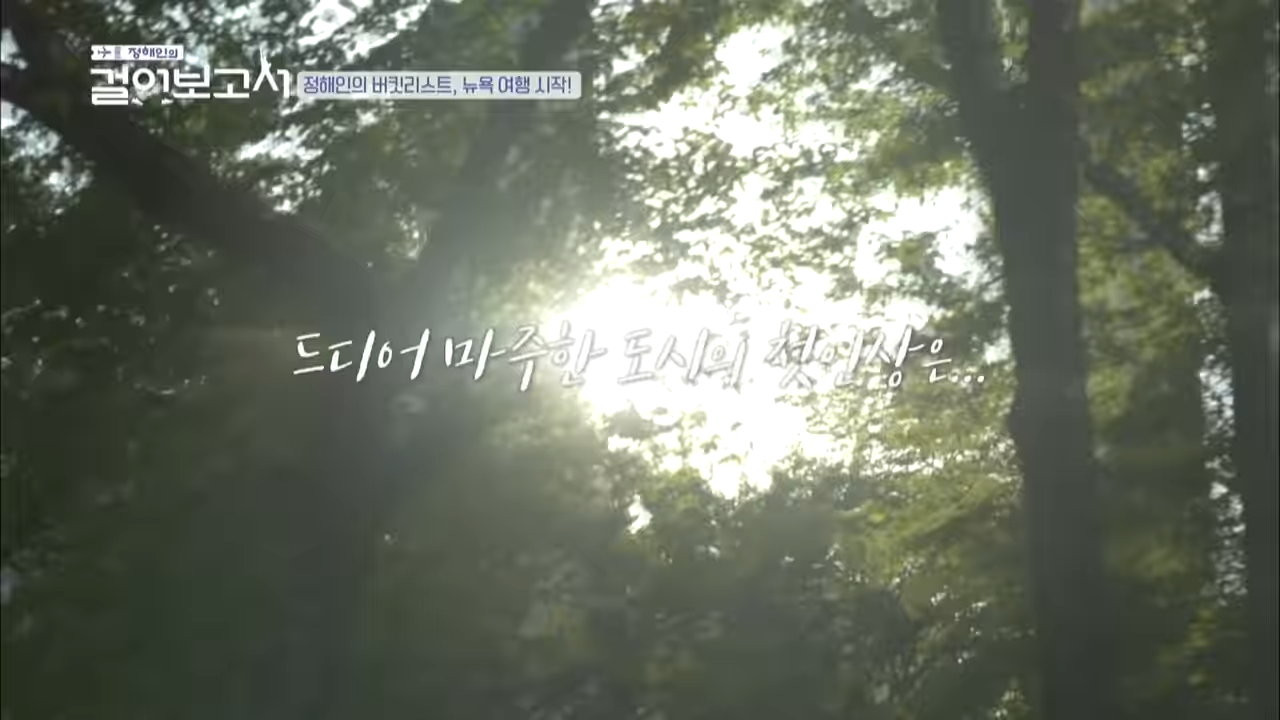 정해인의
걸어보고서
정해인의 버킷리스트, 뉴욕 여행 시작!
드디어 마주한 도시의 첫인상은...